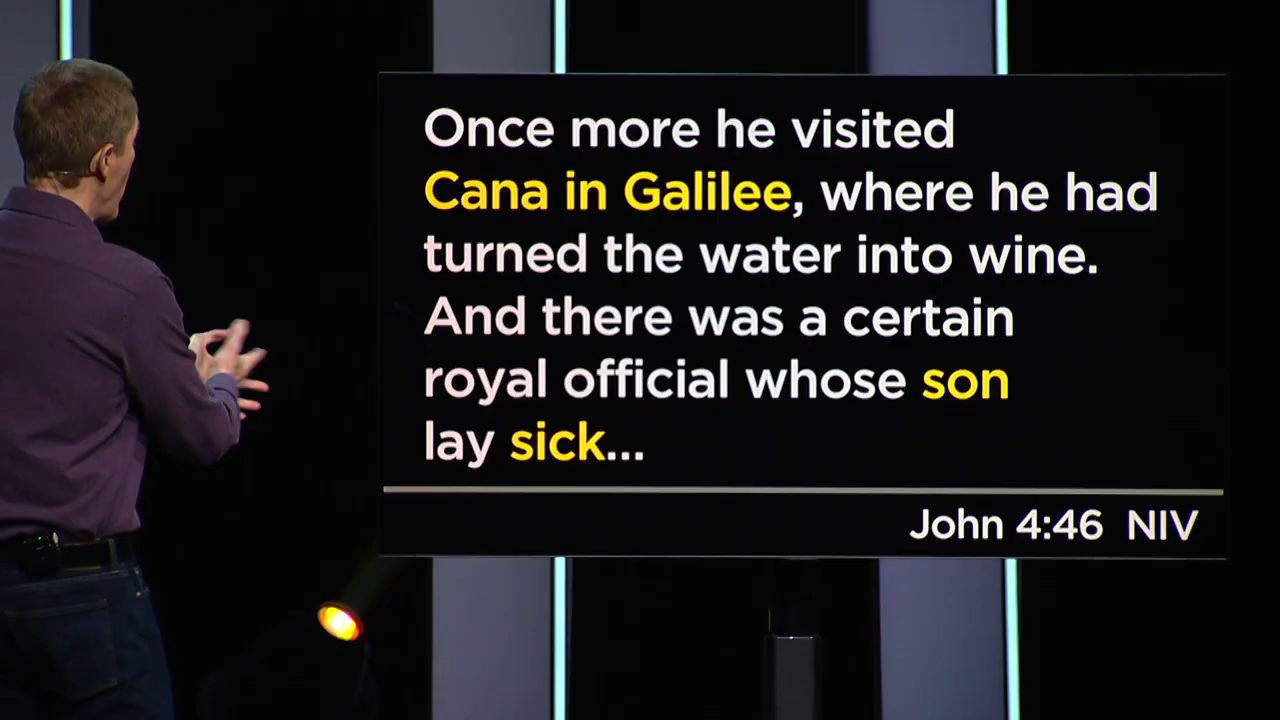 Once more he visited
Cana in Galilee, where he had
turned the water into wine.
And there was a certain
royal official whose son
lay sick...
John 4:46 NIV